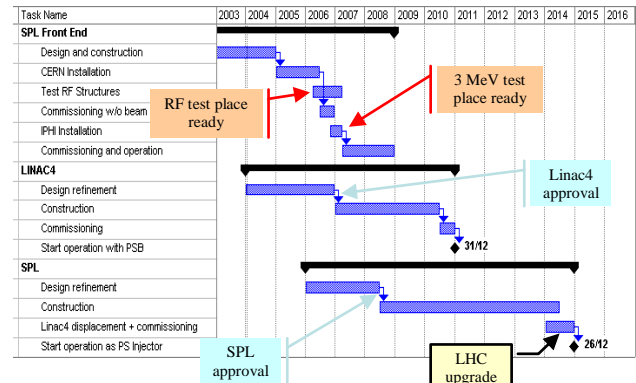 Task Name 2003 2004 2005 2006 2007 2008 2009 2010 2011 2012 2013 2014 2015 2016
SPL Front End
Design and construction
CERN Installation
Test RF Structures
Commissioning w/o beam
IPHI Installation
Commissioning and operation
RF test place
ready
3 MeV test
place ready
LINAC4
Design refinement
Construction
Commissioning
Start operation with PSB
31/12
Linac4
approval
SPL
Design refinement
Construction
Linac4 displacement + commissioning
Start operation as PS Injector
26/12
SPL
approval
LHC
upgrade